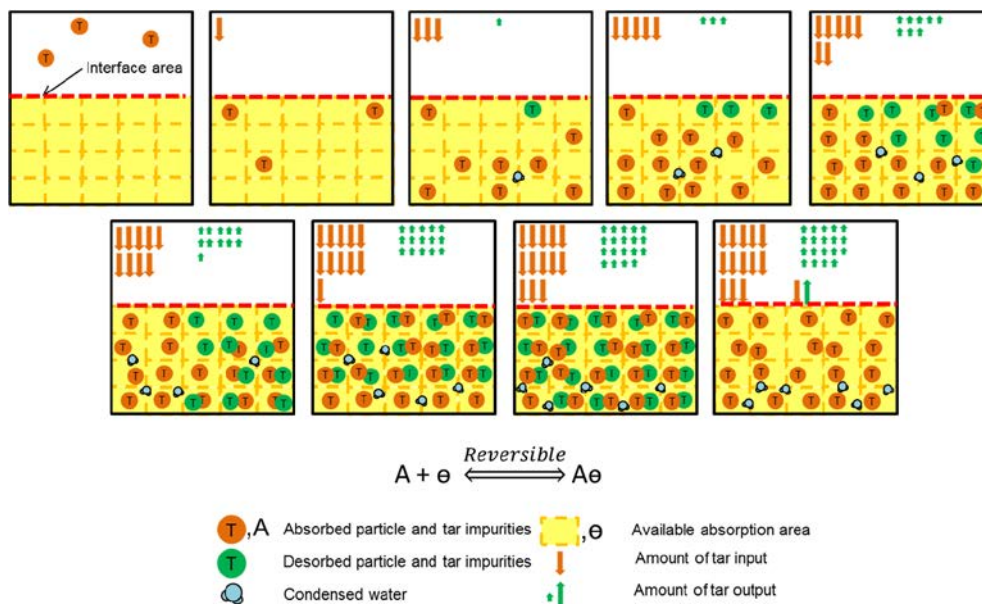 T
T
T
Interface area
Reversible
A + ɵ ⟺ Aɵ
T ,A Absorbed particle and tar impurities
,ɵ Available absorption area
T Desorbed particle and tar impurities
Amount of tar input
Condensed water
Amount of tar output